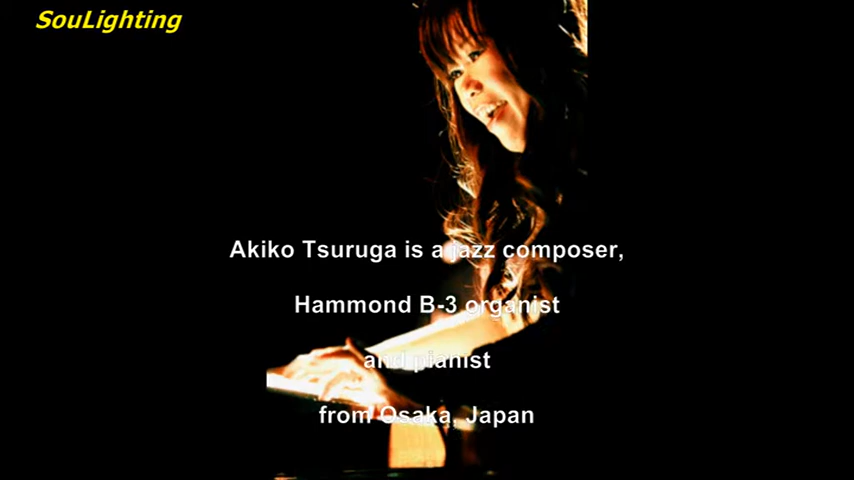 SouLighting
Akiko Tsuruga is a jazz composer,
Hammond B-3 organist
and pianist
from Osaka, Japan